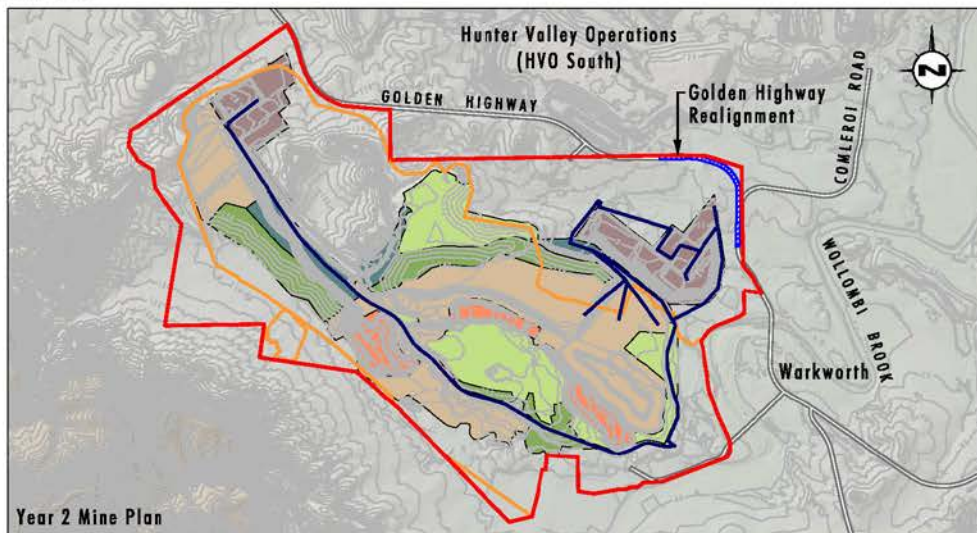 Hunter Valley Operations
(HVO South)
GOLDEN HIGHWAY
Golden Highway
Realignment
COMLEROI ROAD
N
WOLLOMBI BROOK
Warkworth
Year 2 Mine Plan